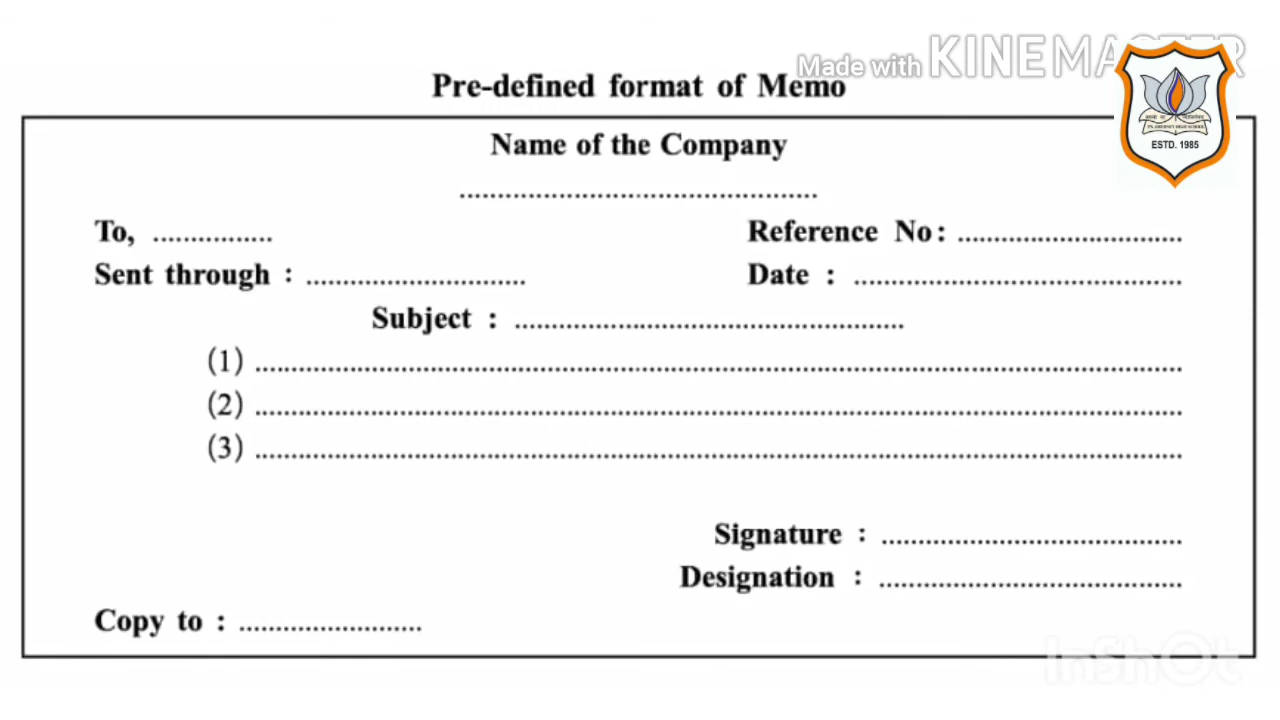 Made with KINEMASTER
Pre-defined format of Memo
ESTD. 1985
Name of the Company
................................................
To, ................
Reference No: ..............................
Sent through : .............................
Date : ............................................
Subject : ....................................................
(1) ............................................................................................................................
(2) ............................................................................................................................
(3) ............................................................................................................................
Signature : ........................................
Designation : .........................................
Copy to : .........................
InShOt